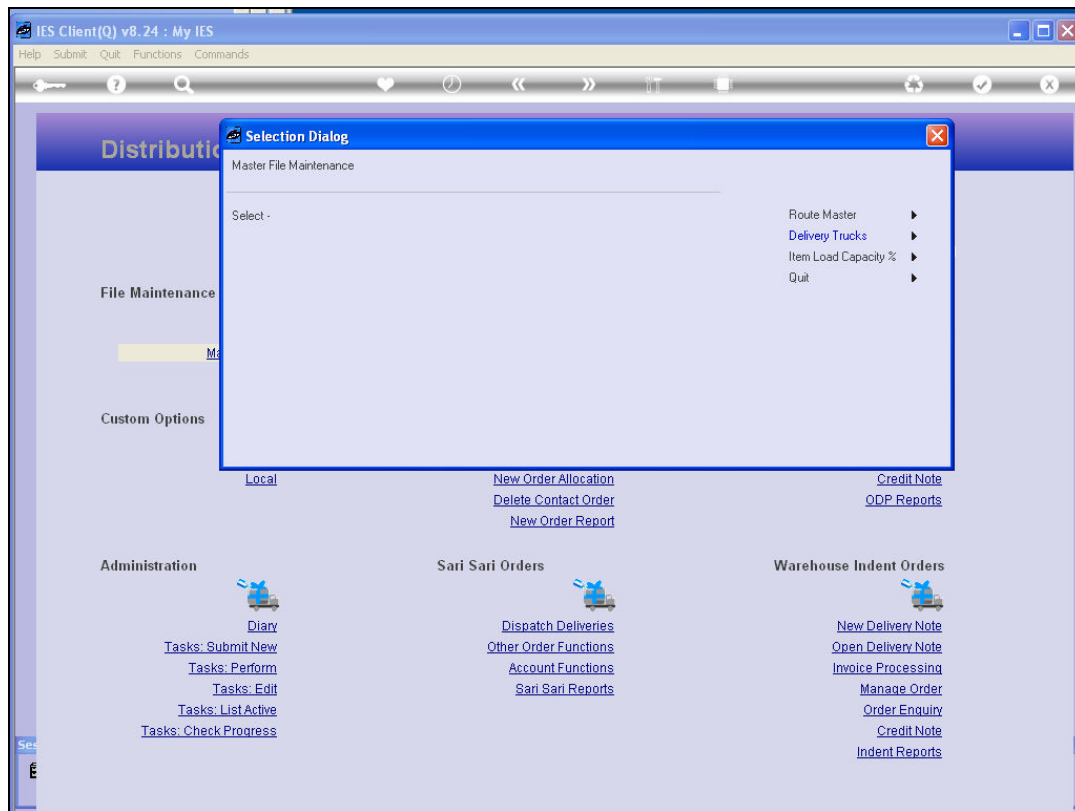 IES Client(Q) v8.24 : My IES
Help Submit Quit Functions Commands
Selection Dialog
Master File Maintenance
Select -
Route Master
Delivery Trucks
Item Load Capacity %
Quit
File Maintenance
Custom Options
Local
New Order Allocation
Delete Contact Order
New Order Report
Credit Note
ODP Reports
Administration
Diary
Tasks: Submit New
Tasks: Perform
Tasks: Edit
Tasks: List Active
Tasks: Check Progress
Sari Sari Orders
Dispatch Deliveries
Other Order Functions
Account Functions
Sari Sari Reports
Warehouse Indent Orders
New Delivery Note
Open Delivery Note
Invoice Processing
Manage Order
Order Enquiry
Credit Note
Indent Reports